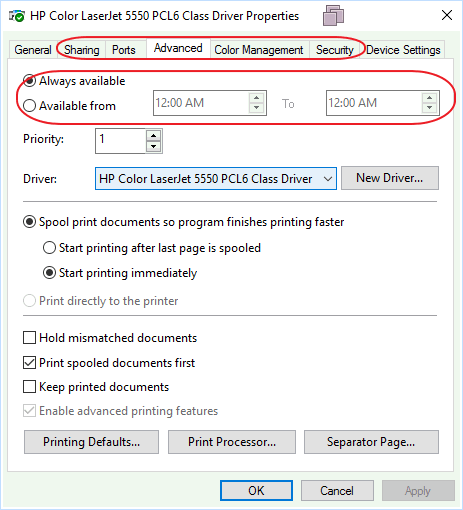 HP Color LaserJet 5550 PCL6 Class Driver Properties
General Sharing Ports Advanced Color Management Security Device Settings
Always available
Available from 12:00 AM To 12:00 AM
Priority: 1
Driver: HP Color LaserJet 5550 PCL6 Class Driver New Driver...
Spool print documents so program finishes printing faster
Start printing after last page is spooled
Start printing immediately
Print directly to the printer
Hold mismatched documents
Print spooled documents first
Keep printed documents
Enable advanced printing features
Printing Defaults... Print Processor... Separator Page...
OK Cancel Apply